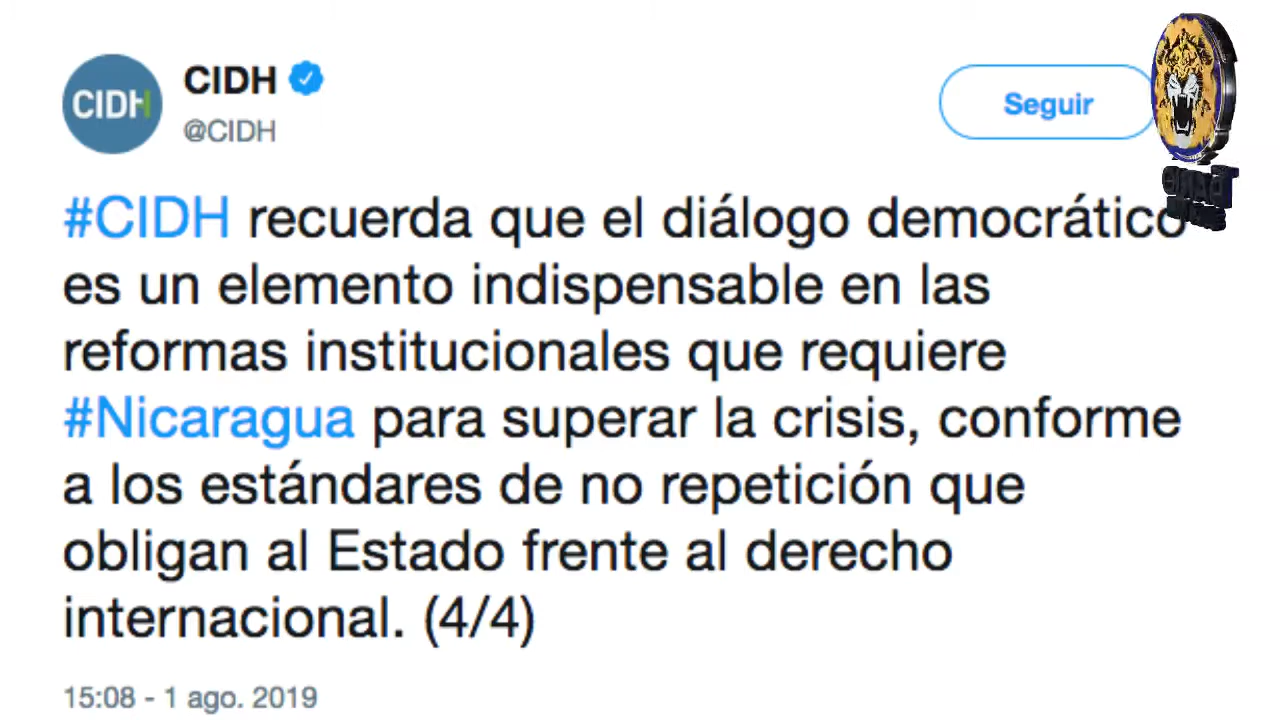 CIDH
CIDH
@CIDH
Seguir
#CIDH recuerda que el diálogo democrático
es un elemento indispensable en las
reformas institucionales que requiere
#Nicaragua para superar la crisis, conforme
a los estándares de no repetición que
obligan al Estado frente al derecho
internacional. (4/4)
15:08 - 1 ago. 2019